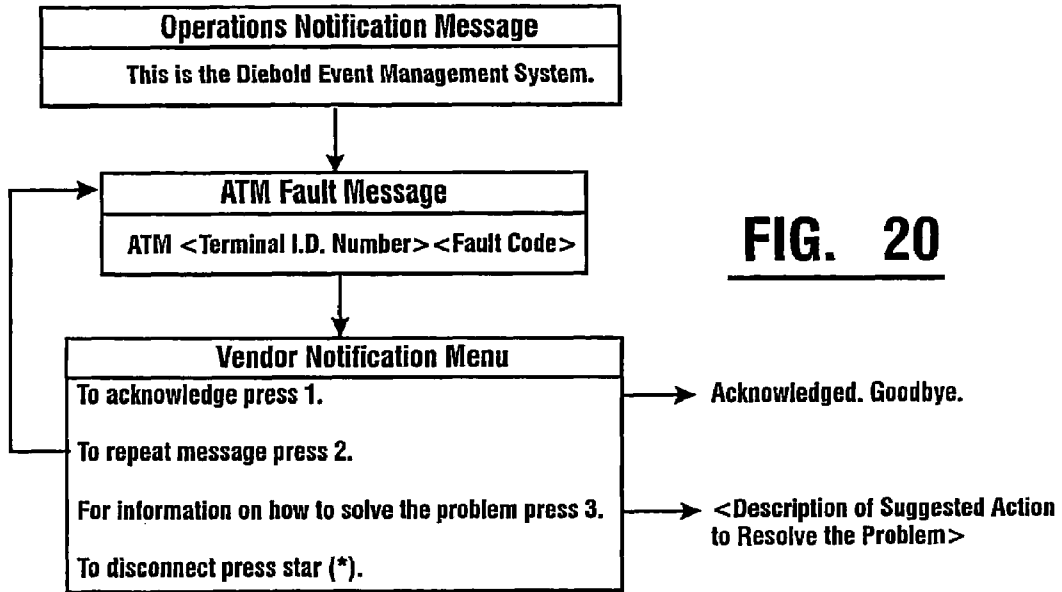 Operations Notification Message
This is the Diebold Event Management System.
ATM Fault Message
ATM <Terminal I.D. Number><Fault Code>
FIG. 20
Vendor Notification Menu
To acknowledge press 1.
Acknowledged. Goodbye.
To repeat message press 2.
For information on how to solve the problem press 3.
<Description of Suggested Action
to Resolve the Problem>
To disconnect press star (*).